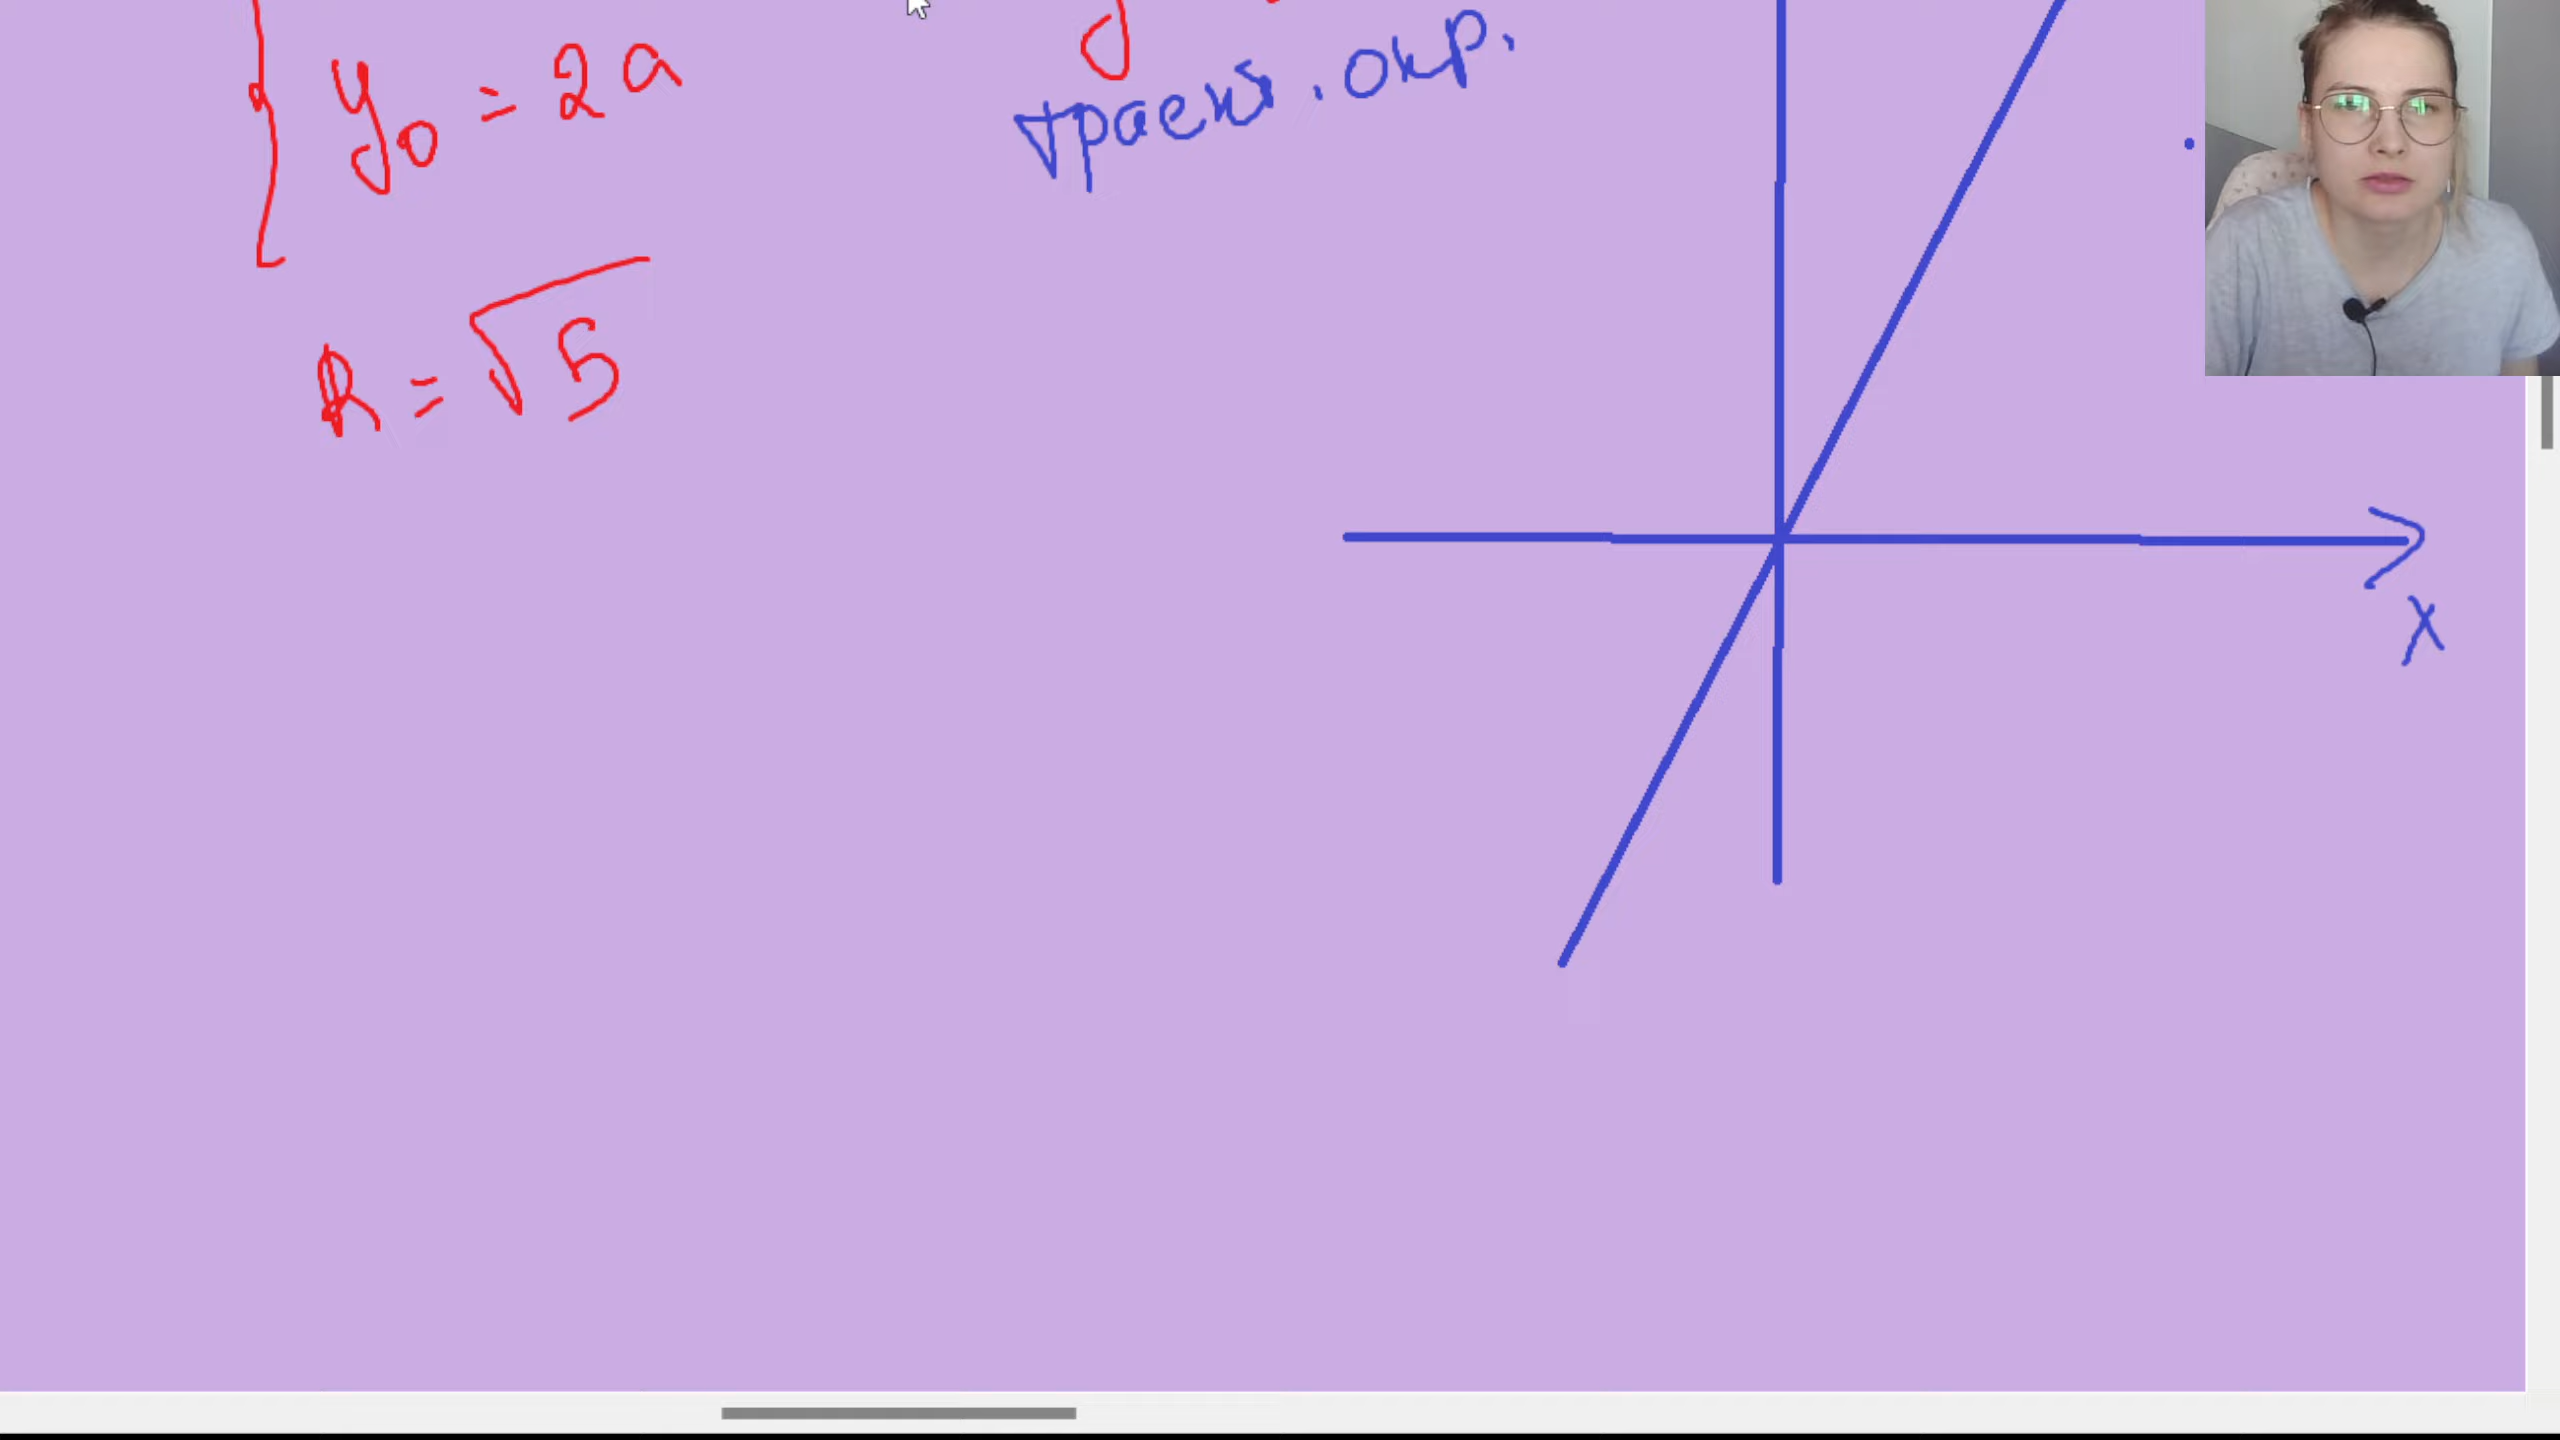 y₀ = 2a
R = √5
траект. окр.
x